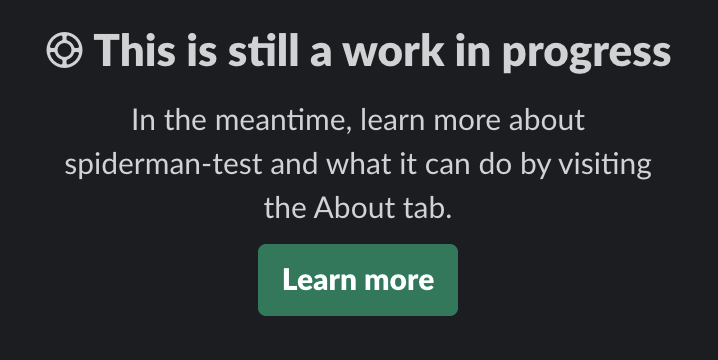 This is still a work in progress
In the meantime, learn more about
spiderman-test and what it can do by visiting
the About tab.
Learn more